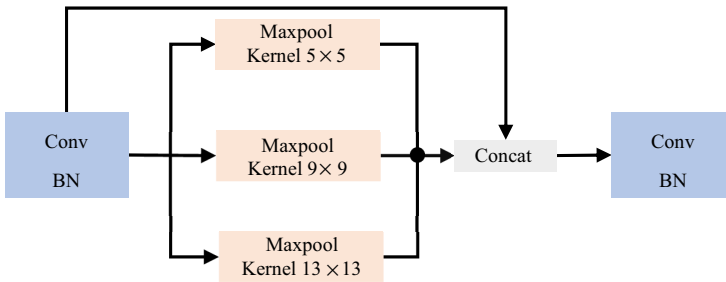 Maxpool
Kernel 5×5
Conv
BN
Maxpool
Kernel 9×9
Concat
Conv
BN
Maxpool
Kernel 13×13